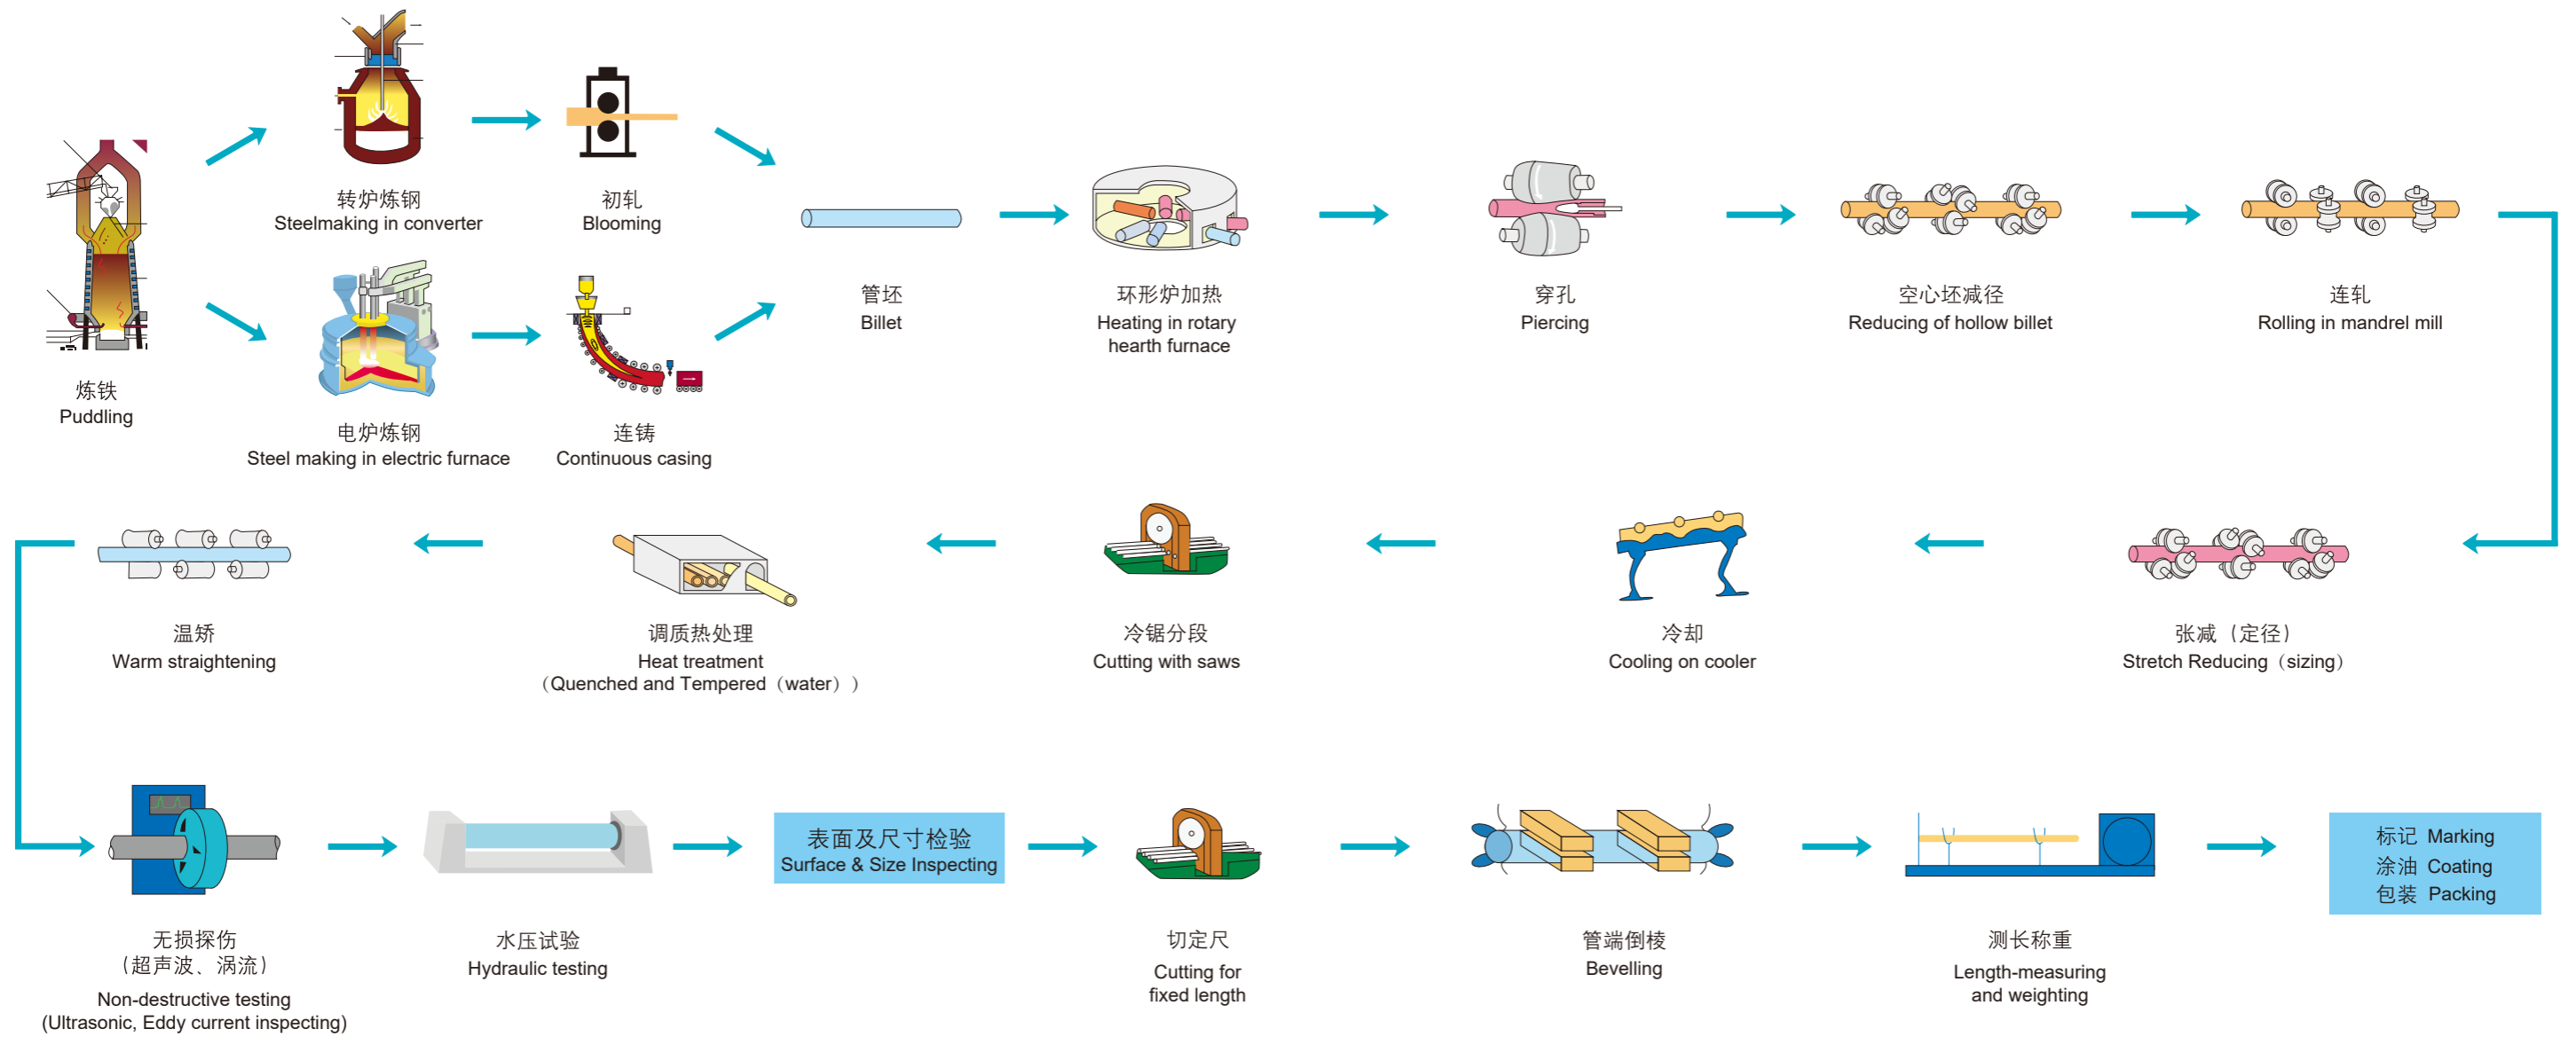 炼铁
Puddling
转炉炼钢
Steelmaking in converter
初轧
Blooming
电炉炼钢
Steel making in electric furnace
连铸
Continuous casing
管坯
Billet
环形炉加热
Heating in rotary
hearth furnace
穿孔
Piercing
空心坯减径
Reducing of hollow billet
连轧
Rolling in mandrel mill
张减（定径）
Stretch Reducing（sizing）
冷却
Cooling on cooler
冷锯分段
Cutting with saws
调质热处理
Heat treatment
（Quenched and Tempered（water））
温矫
Warm straightening
无损探伤
（超声波、涡流）
Non-destructive testing
(Ultrasonic, Eddy current inspecting)
水压试验
Hydraulic testing
表面及尺寸检验
Surface & Size Inspecting
切定尺
Cutting for
fixed length
管端倒棱
Bevelling
测长称重
Length-measuring
and weighting
标记 Marking
涂油 Coating
包装 Packing